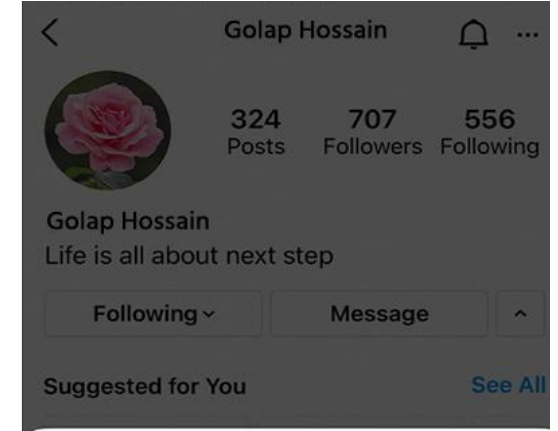 Golap Hossain
324 707 556
Posts Followers Following
Golap Hossain
Life is all about next step
Following Message
Suggested for You See All